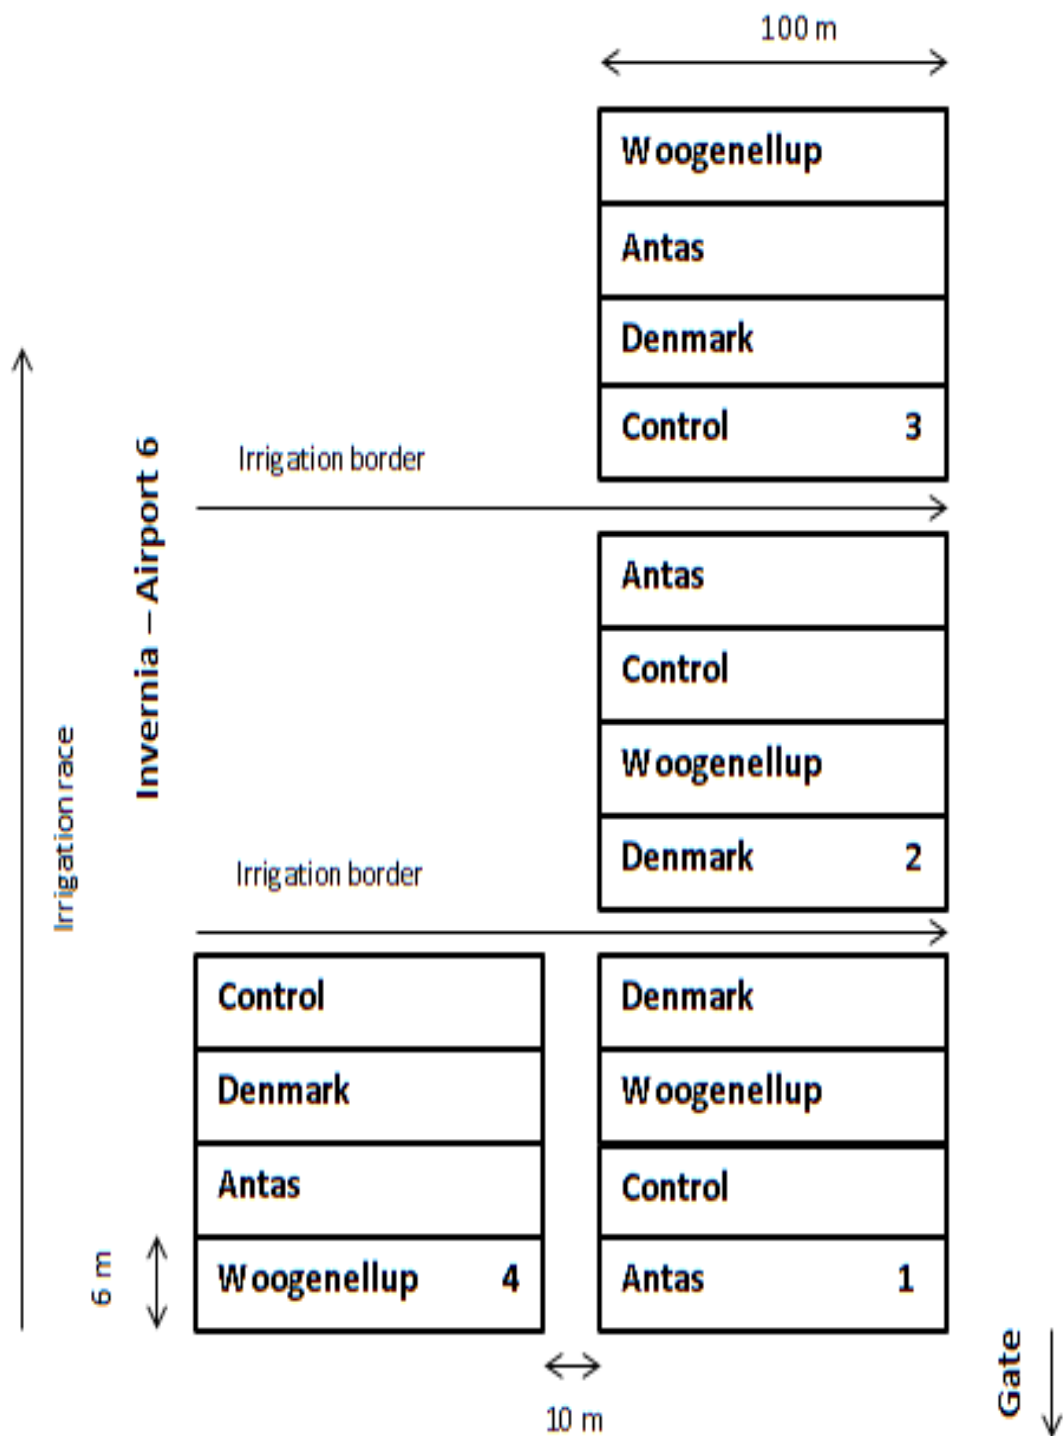 100 m
Woogenellup
Antas
Denmark
Control 3
Irrigation border
Invernia – Airport 6
Antas
Control
Woogenellup
Denmark 2
Irrigation race
Irrigation border
Control
Denmark
Antas
Woogenellup 4
Denmark
Woogenellup
Control
Antas 1
6 m
10 m
Gate